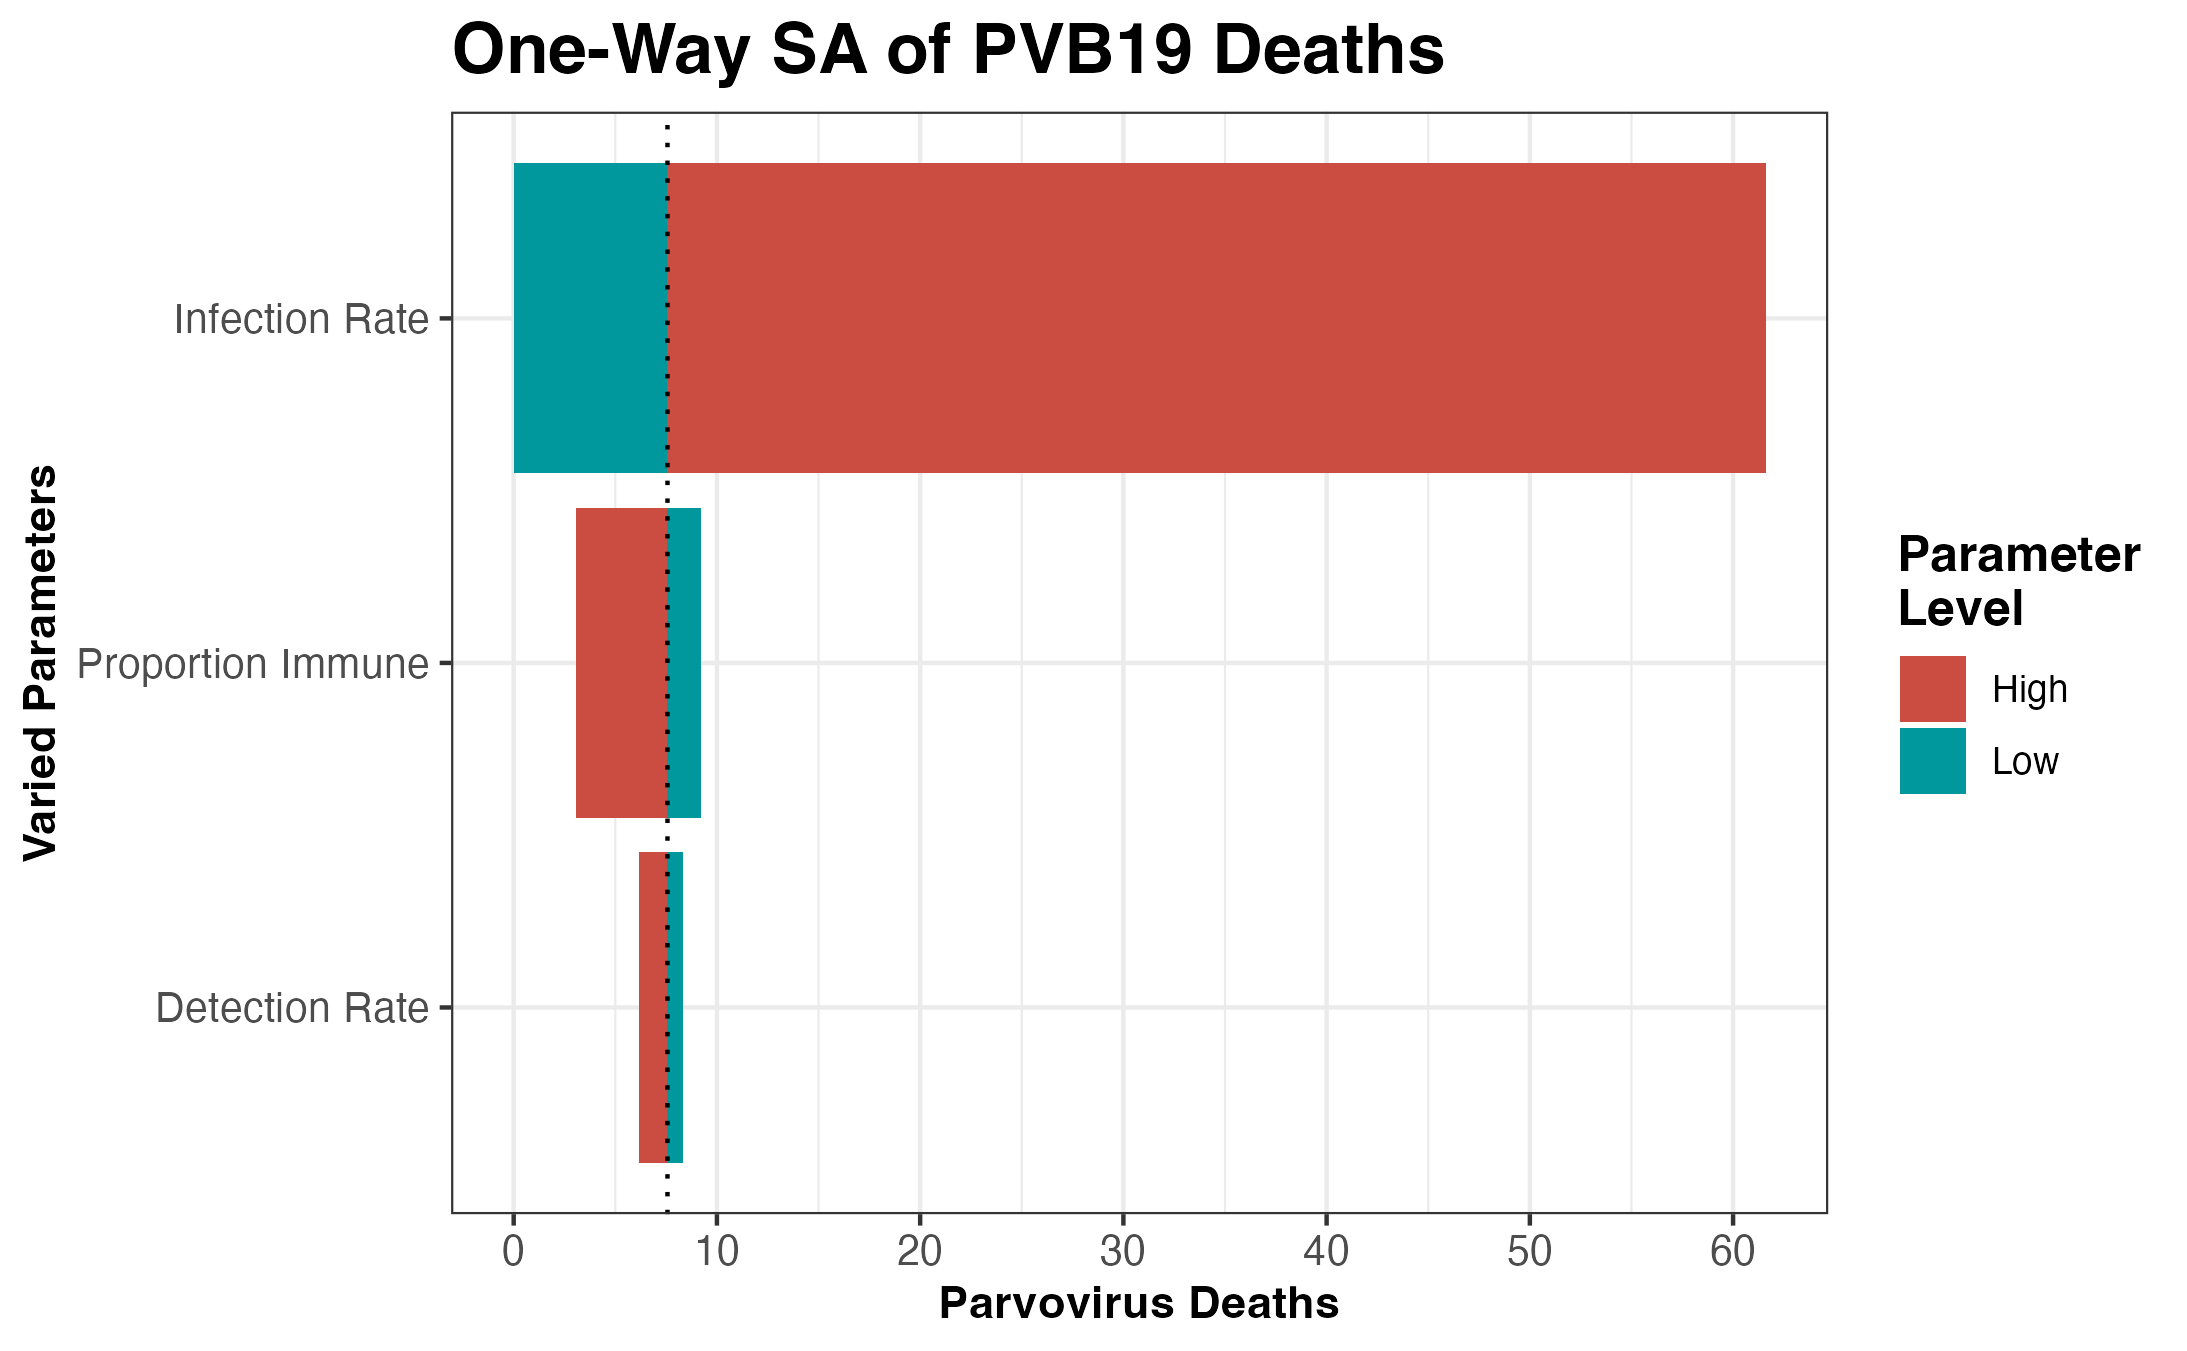 One-Way SA of PVB19 Deaths
Varied Parameters
Infection Rate
Proportion Immune
Detection Rate
0 10 20 30 40 50 60
Parvovirus Deaths
Parameter
Level
High
Low